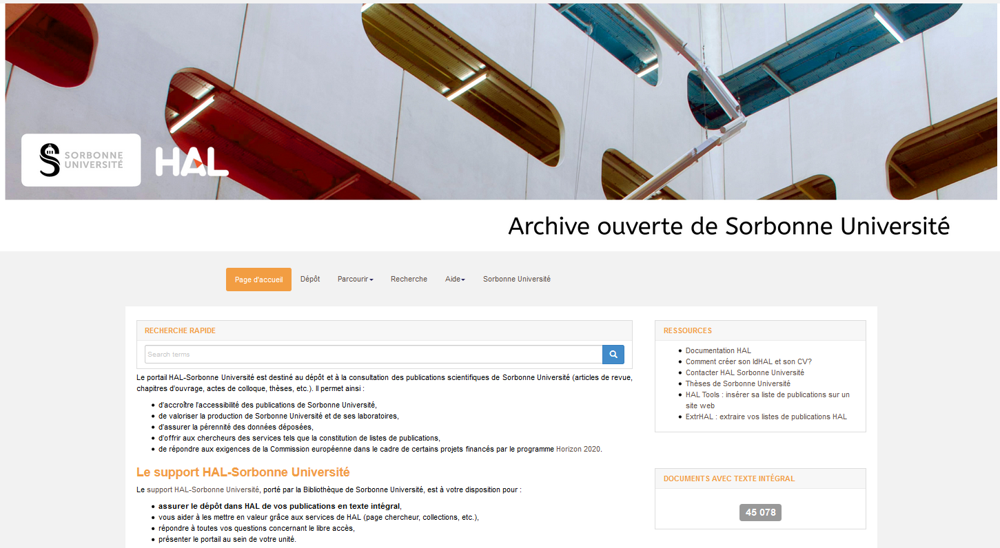 SORBONNE
UNIVERSITÉ
HAL
Archive ouverte de Sorbonne Université
Page d'accueil
Dépôt
Parcourir
Recherche
Aide
Sorbonne Université
RECHERCHE RAPIDE
Search terms
Le portail HAL-Sorbonne Université est destiné au dépôt et à la consultation des publications scientifiques de Sorbonne Université (articles de revue,
chapitres d'ouvrage, actes de colloque, thèses, etc.). Il permet ainsi :
d'accroître l'accessibilité des publications de Sorbonne Université,
de valoriser la production de Sorbonne Université et de ses laboratoires,
d'assurer la pérennité des données déposées,
d'offrir aux chercheurs des services tels que la constitution de listes de publications,
de répondre aux exigences de la Commission européenne dans le cadre de certains projets financés par le programme Horizon 2020.
Le support HAL-Sorbonne Université
Le support HAL-Sorbonne Université, porté par la Bibliothèque de Sorbonne Université, est à votre disposition pour :
assurer le dépôt dans HAL de vos publications en texte intégral,
vous aider à les mettre en valeur grâce aux services de HAL (page chercheur, collections, etc.),
répondre à toutes vos questions concernant le libre accès,
présenter le portail au sein de votre unité.
RESSOURCES
Documentation HAL
Comment créer son IdHAL et son CV?
Contacter HAL Sorbonne Université
Thèses de Sorbonne Université
HAL Tools : insérer sa liste de publications sur un
site web
ExtrHAL : extraire vos listes de publications HAL
DOCUMENTS AVEC TEXTE INTÉGRAL
45 078